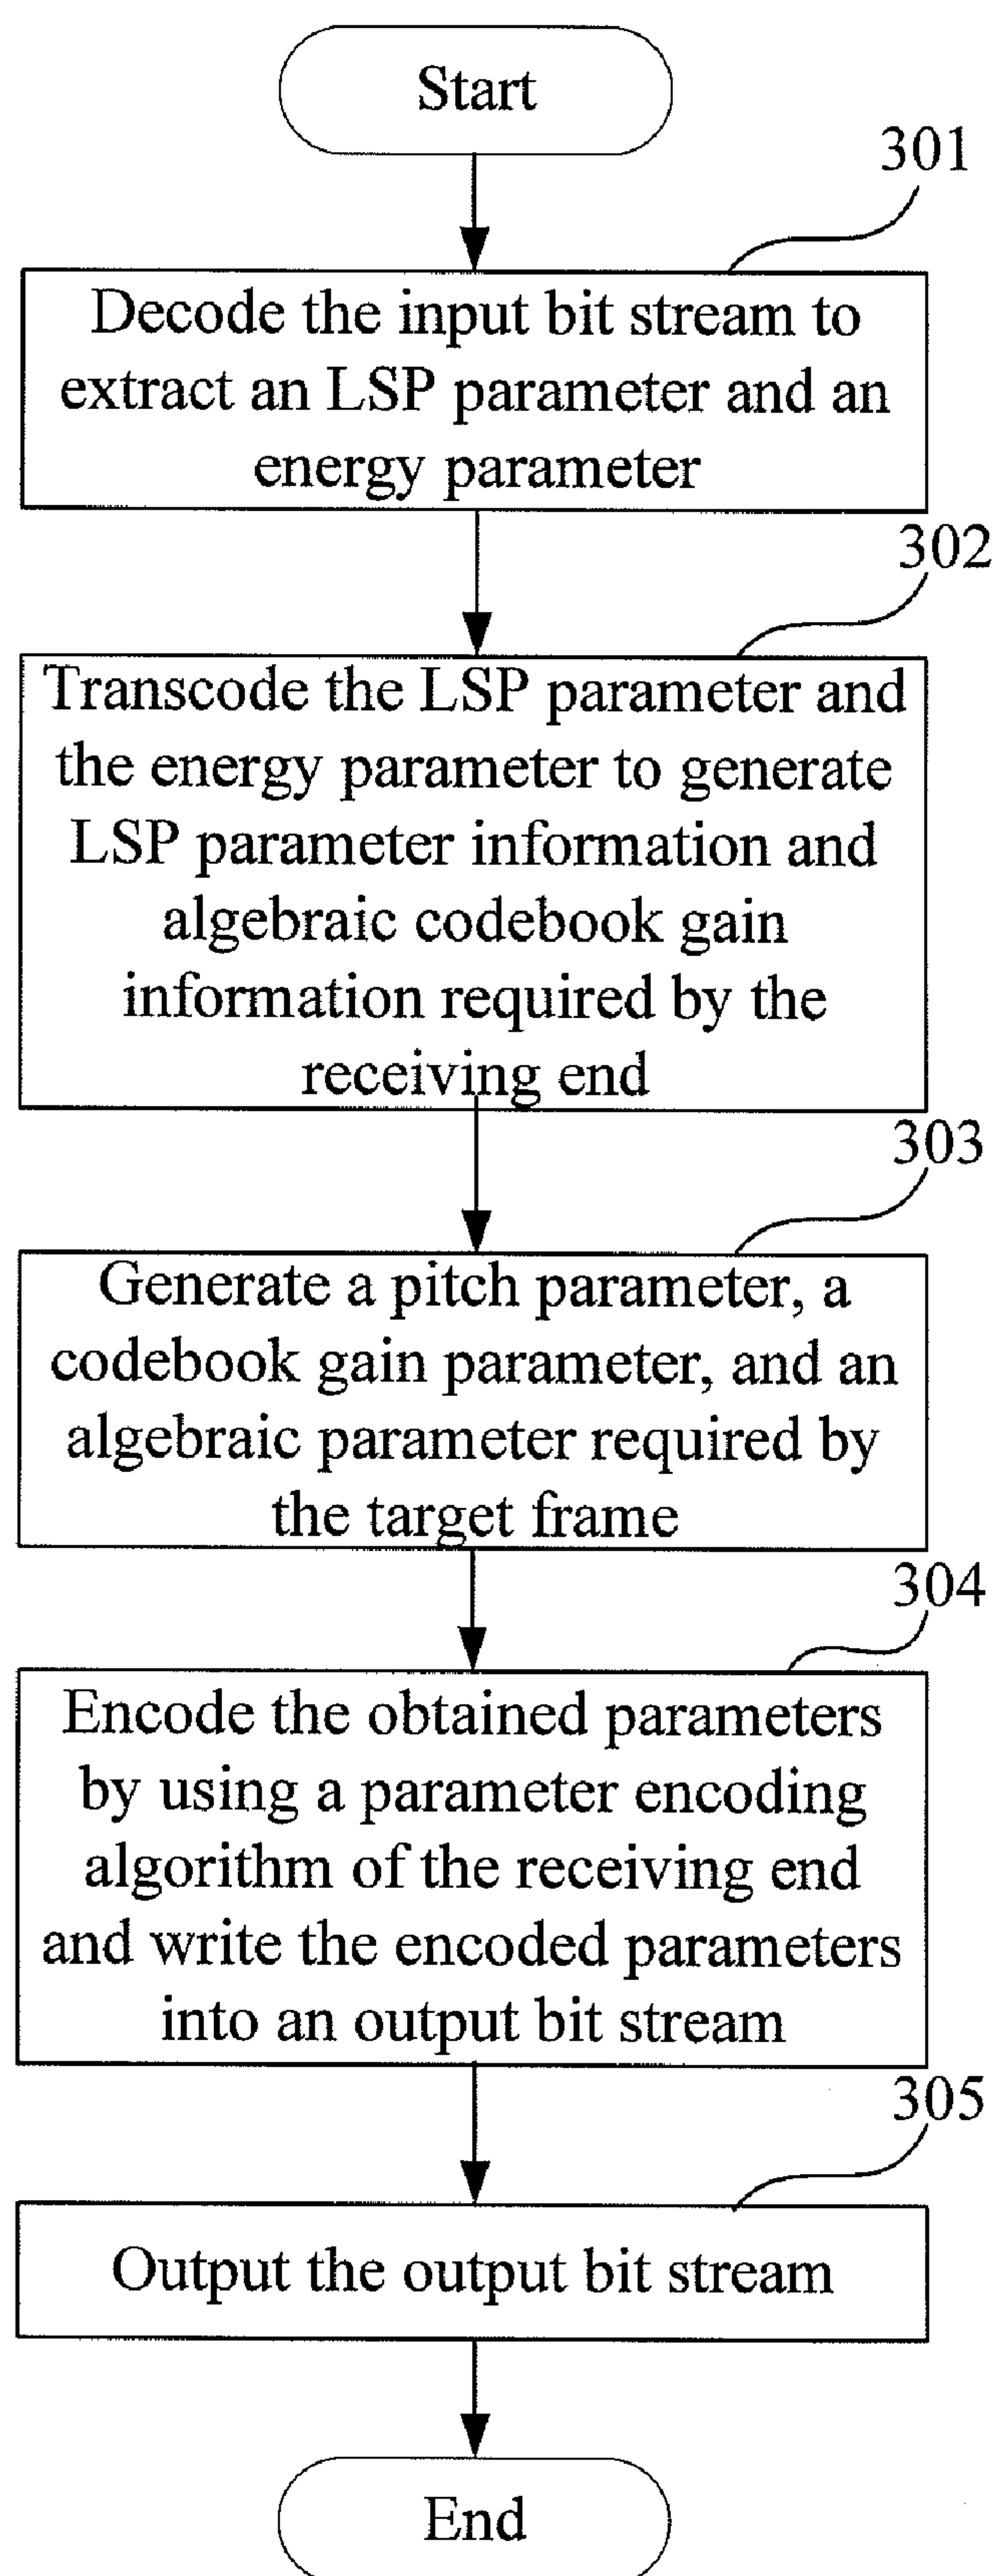 Start
301
Decode the input bit stream to
extract an LSP parameter and an
energy parameter
302
Transcode the LSP parameter and
the energy parameter to generate
LSP parameter information and
algebraic codebook gain
information required by the
receiving end
303
Generate a pitch parameter, a
codebook gain parameter, and an
algebraic parameter required by
the target frame
304
Encode the obtained parameters
by using a parameter encoding
algorithm of the receiving end
and write the encoded parameters
into an output bit stream
305
Output the output bit stream
End